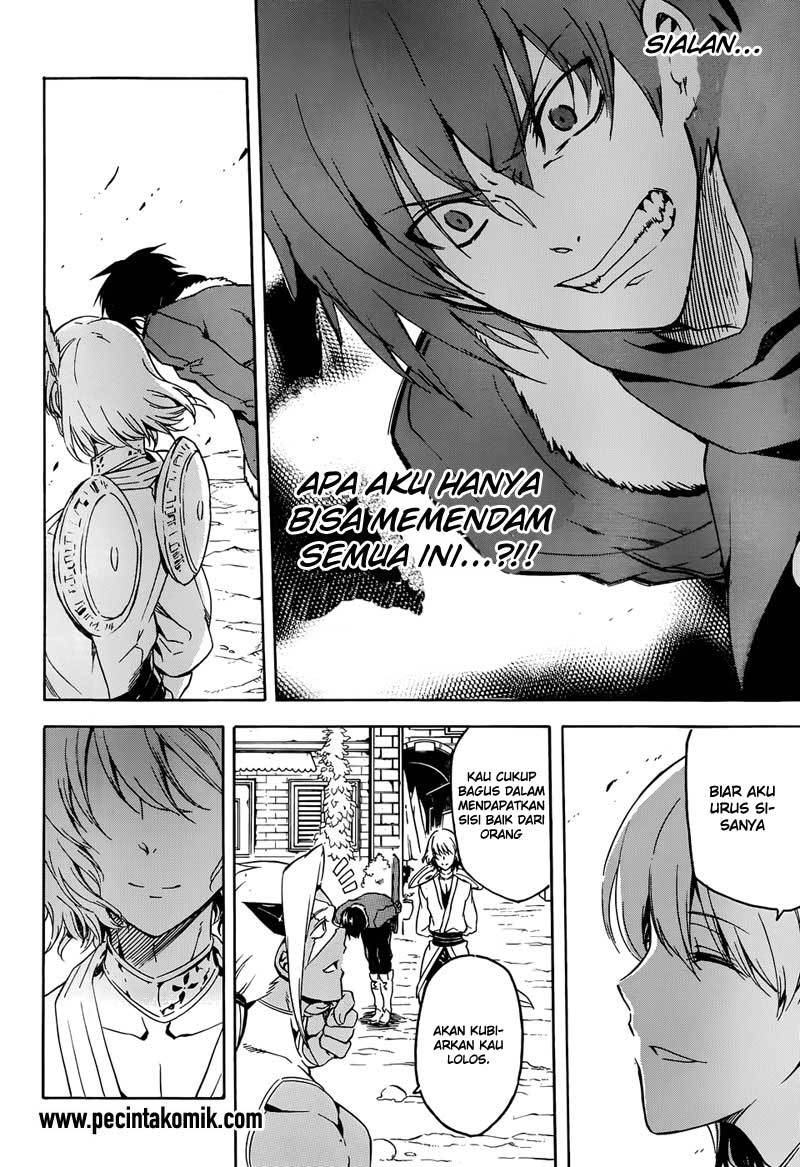 SIALAN...
APA AKU HANYA
BISA MEMENDAM
SEMUA INI...?!!
KAU CUKUP
BAGUS DALAM
MENDAPATKAN
SISI BAIK DARI
ORANG
AKAN KUBI-
ARKAN KAU
LOLOS.
BIAR AKU
URUS SI-
SANYA
www.pecintakomik.com